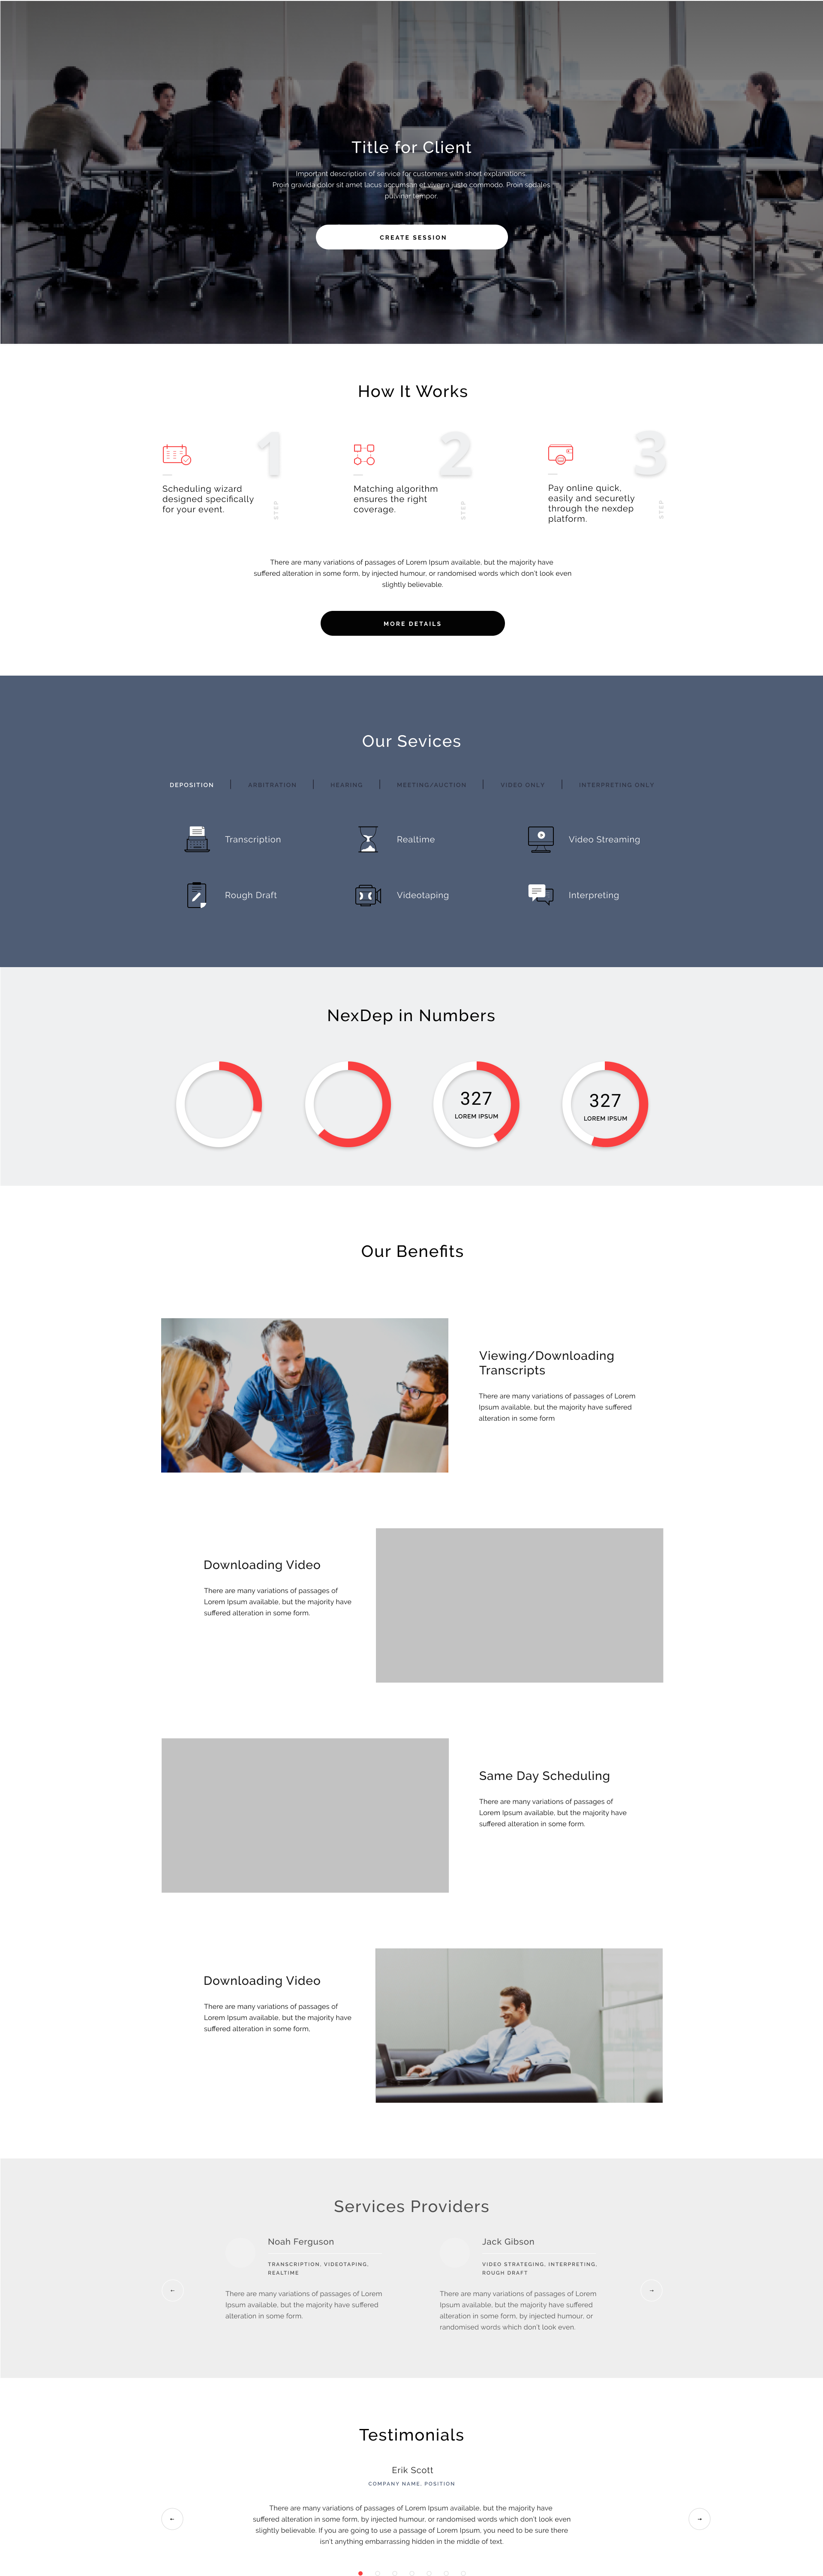 Title for Client
Important description of service for customers with short explanations.
Proin gravida dolor sit amet lacus accumsan et viverra justo commodo. Proin sodales
pulvinar tempor.
CREATE SESSION
How It Works
1
Scheduling wizard
designed specifically
for your event.
STEP
2
Matching algorithm
ensures the right
coverage.
STEP
3
Pay online quick,
easily and securetly
through the nexdep
platform.
STEP
There are many variations of passages of Lorem Ipsum available, but the majority have
suffered alteration in some form, by injected humour, or randomised words which don't look even
slightly believable.
MORE DETAILS
Our Sevices
DEPOSITION | ARBITRATION | HEARING | MEETING/AUCTION | VIDEO ONLY | INTERPRETING ONLY
Transcription
Realtime
Video Streaming
Rough Draft
Videotaping
Interpreting
NexDep in Numbers
327
LOREM IPSUM
327
LOREM IPSUM
Our Benefits
Viewing/Downloading
Transcripts
There are many variations of passages of Lorem
Ipsum available, but the majority have suffered
alteration in some form
Downloading Video
There are many variations of passages of
Lorem Ipsum available, but the majority have
suffered alteration in some form.
Same Day Scheduling
There are many variations of passages of
Lorem Ipsum available, but the majority have
suffered alteration in some form.
Downloading Video
There are many variations of passages of
Lorem Ipsum available, but the majority have
suffered alteration in some form.
Services Providers
Noah Ferguson
TRANSCRIPTION, VIDEOTAPING,
REALTIME
There are many variations of passages of Lorem
Ipsum available, but the majority have suffered
alteration in some form.
Jack Gibson
VIDEO STRATEGING, INTERPRETING,
ROUGH DRAFT
There are many variations of passages of Lorem
Ipsum available, but the majority have suffered
alteration in some form, by injected humour, or
randomised words which don't look even.
Testimonials
Erik Scott
COMPANY NAME, POSITION
There are many variations of passages of Lorem Ipsum available, but the majority have
suffered alteration in some form, by injected humour, or randomised words which don't look even
slightly believable. If you are going to use a passage of Lorem Ipsum, you need to be sure there
isn't anything embarrassing hidden in the middle of text.